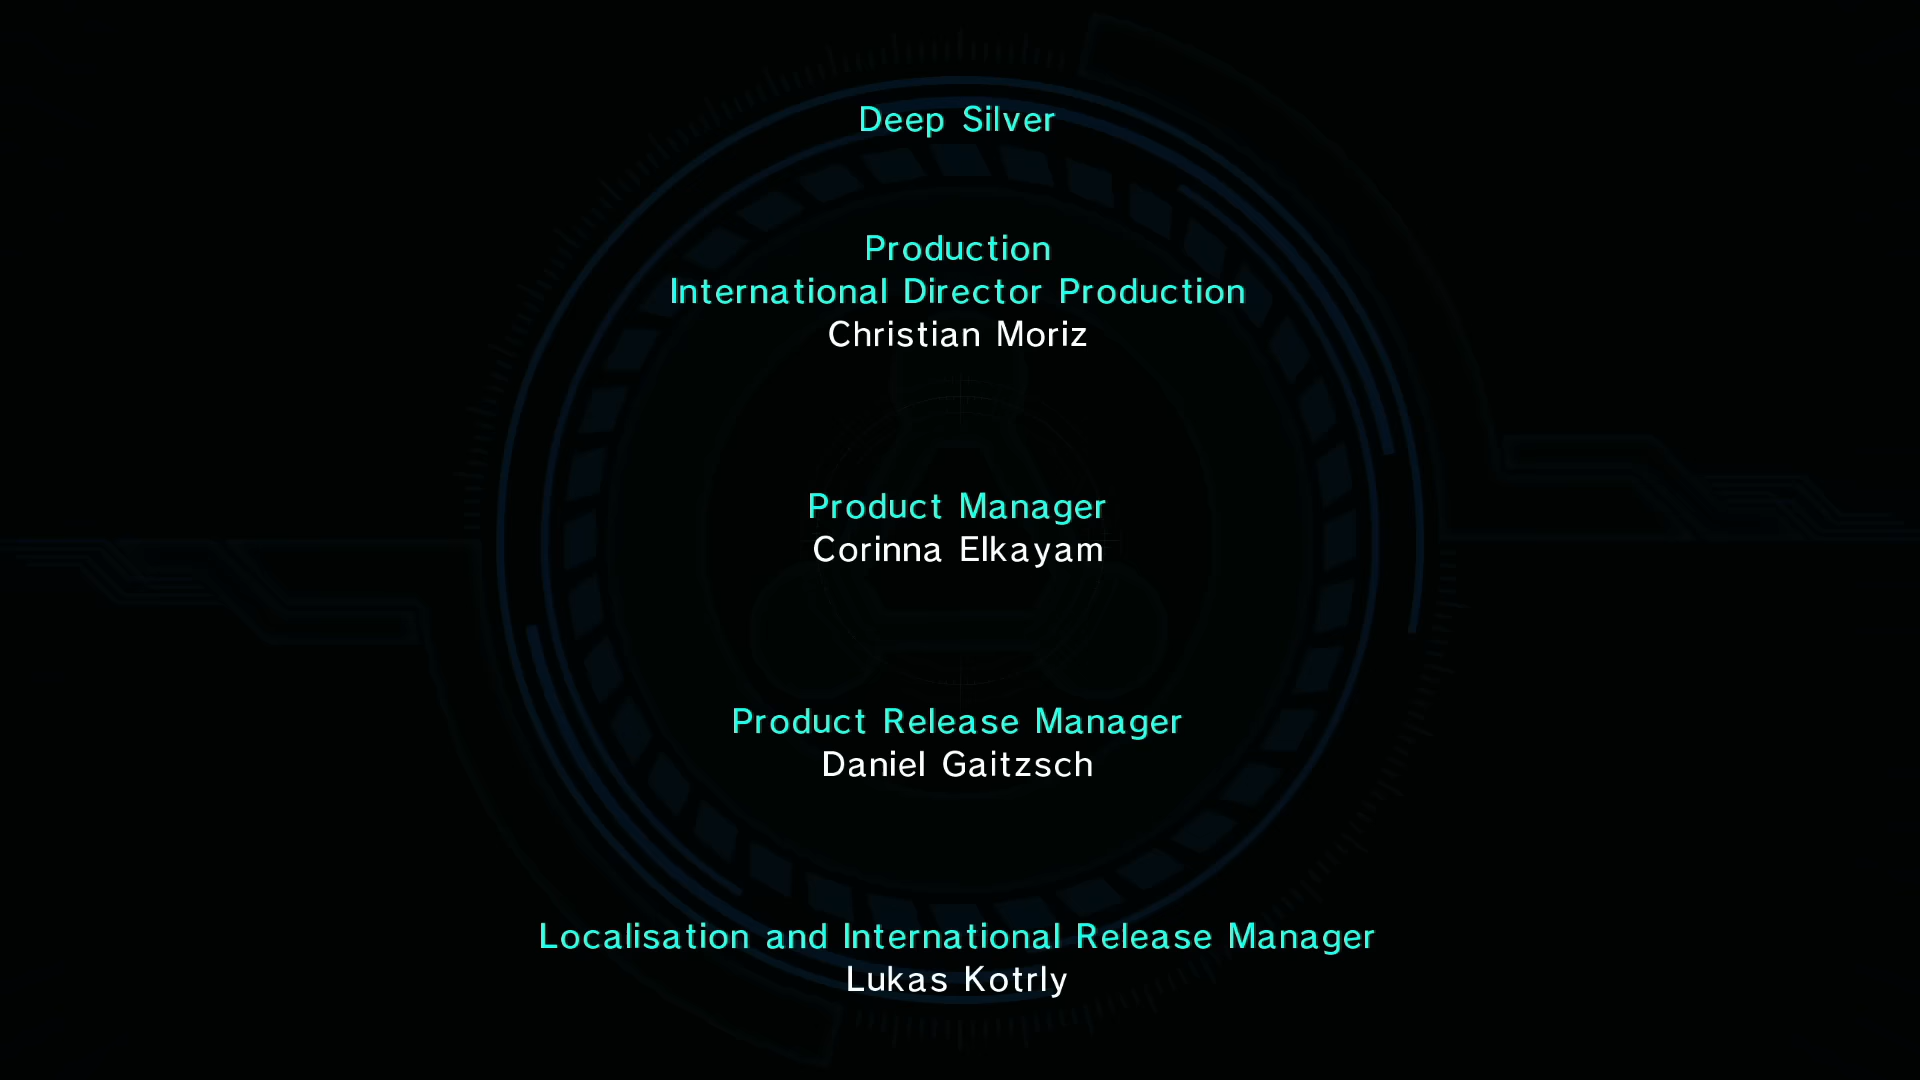 Deep Silver
Production
International Director Production
Christian Moriz
Product Manager
Corinna Elkayam
Product Release Manager
Daniel Gaitzsch
Localisation and International Release Manager
Lukas Kotrly